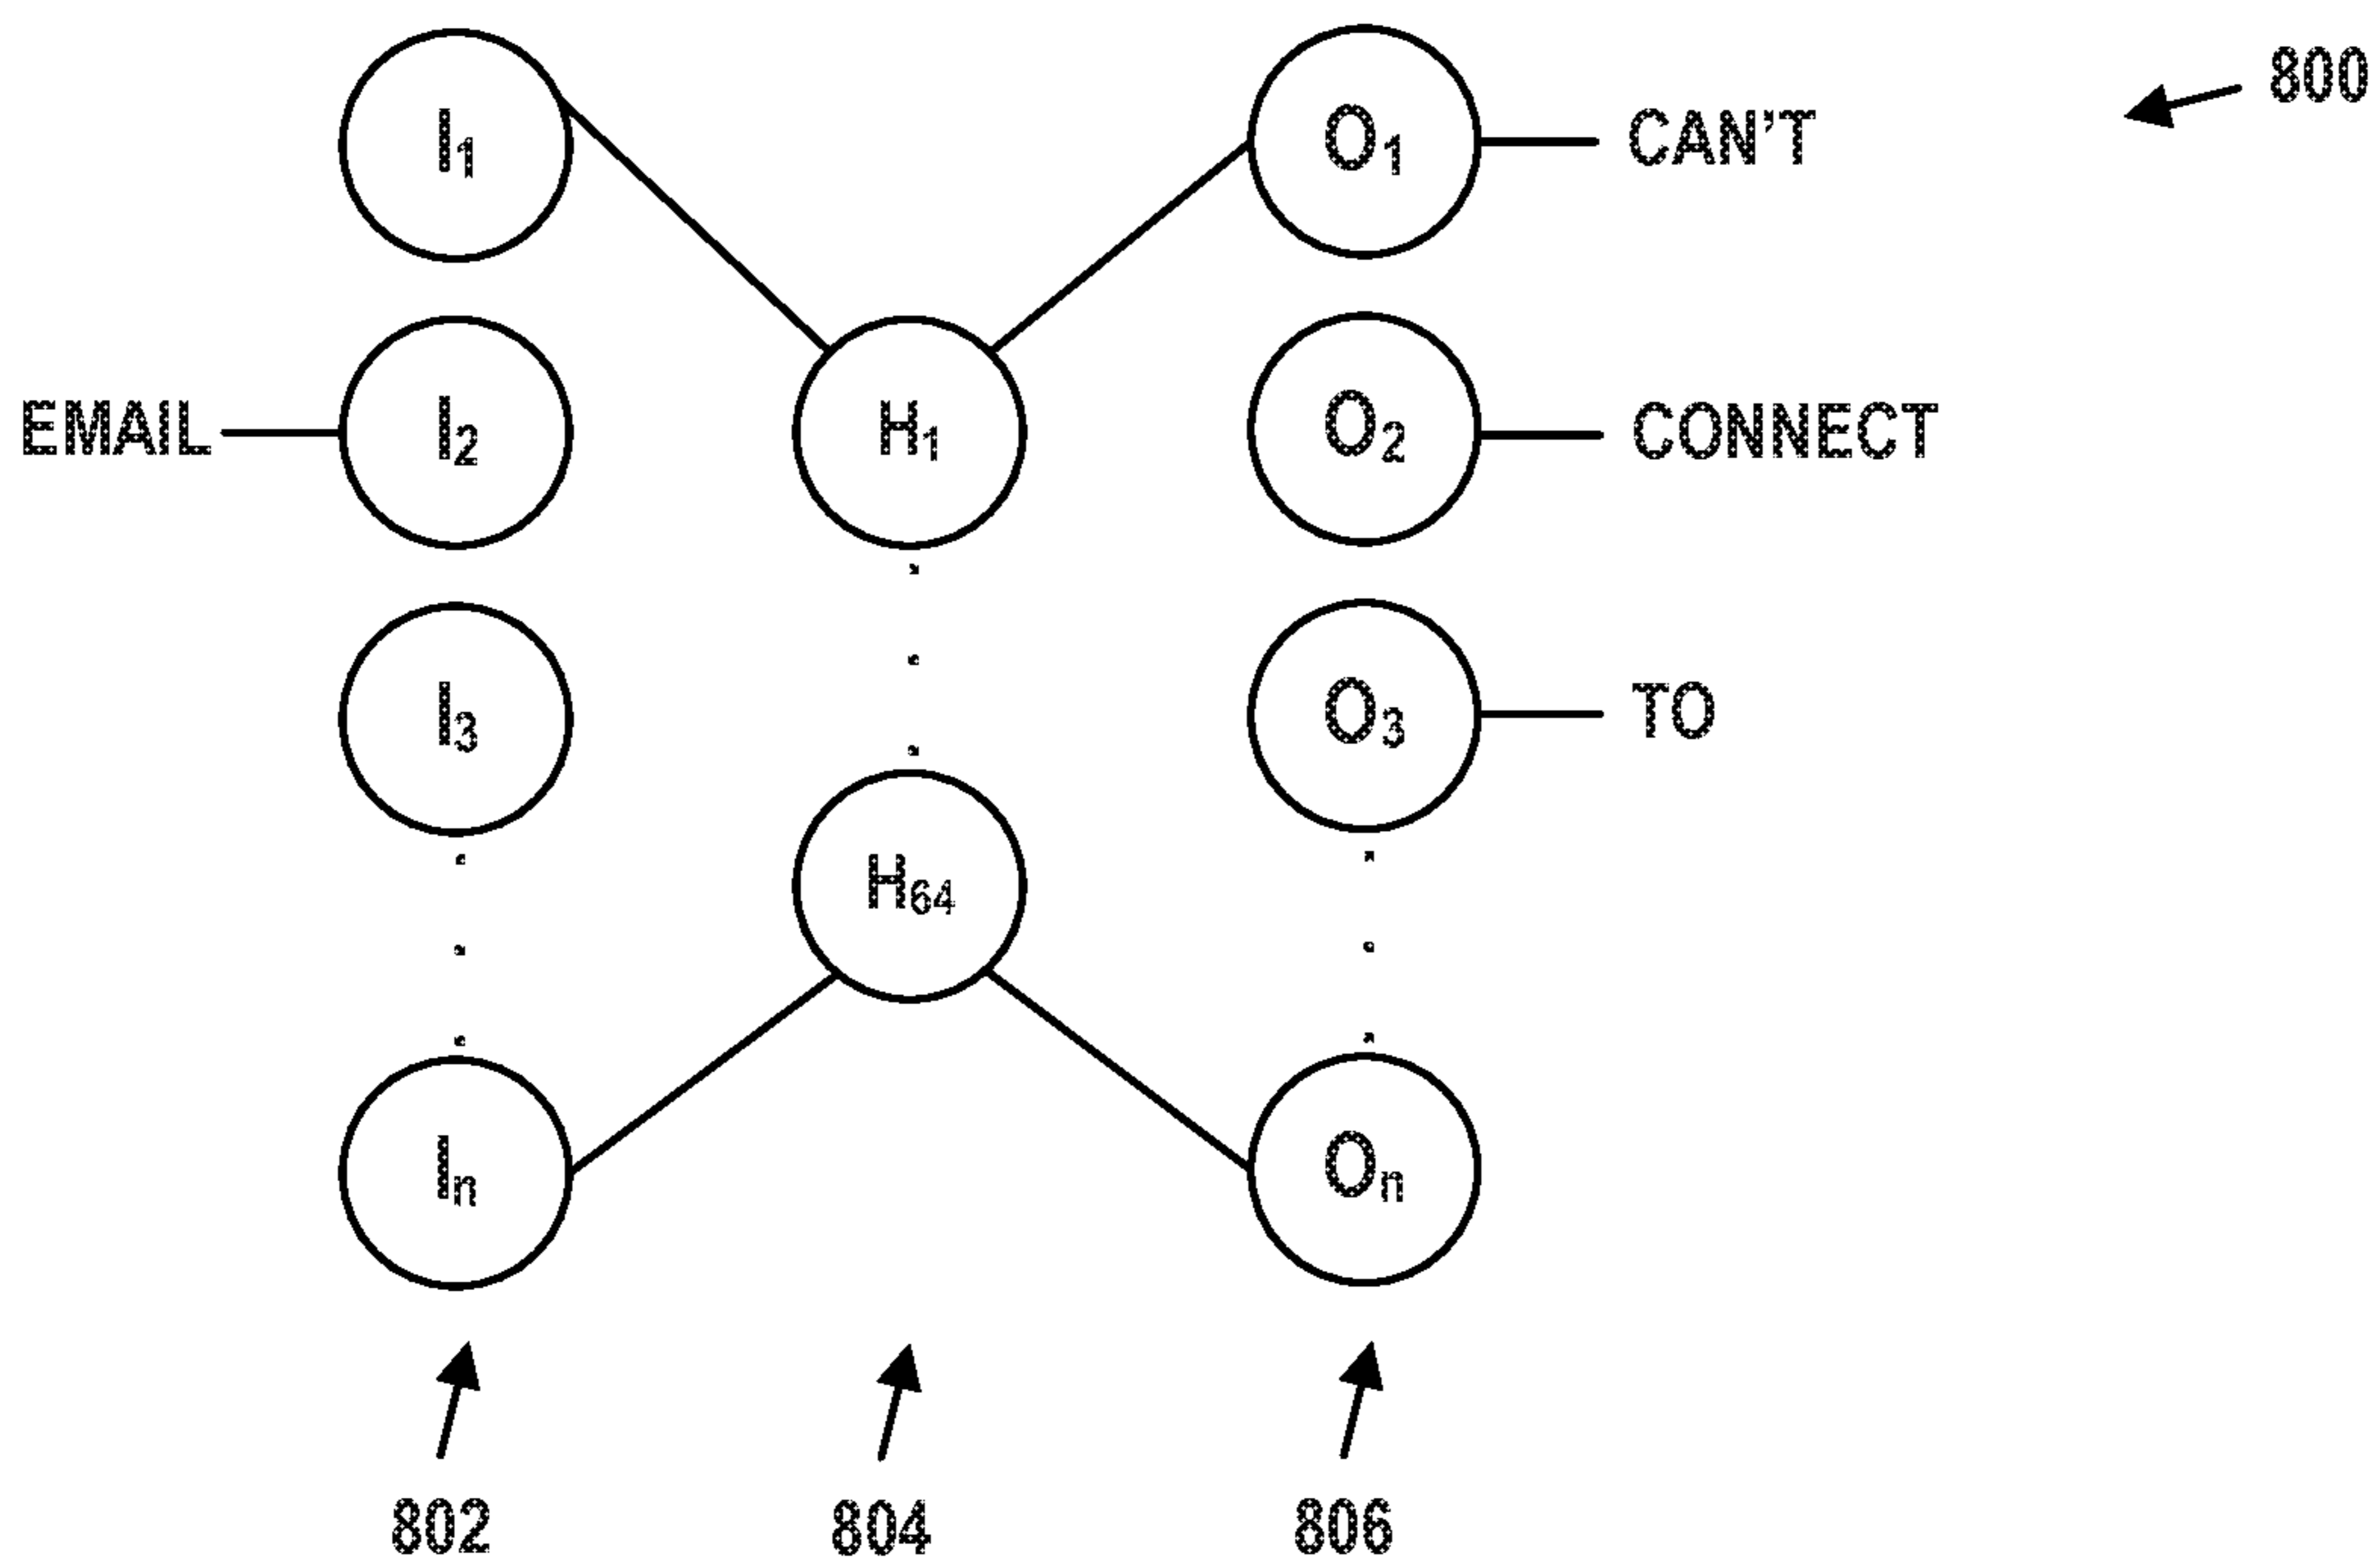 800
I1 O1 CAN'T
EMAIL I2 H1 O2 CONNECT
I3 O3 TO
H64
In On
802 804 806